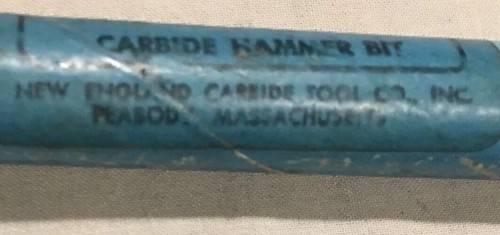 CARBIDE HAMMER BIT
NEW ENGLAND CARBIDE TOOL CO., INC.
PEABODY MASSACHUSETTS